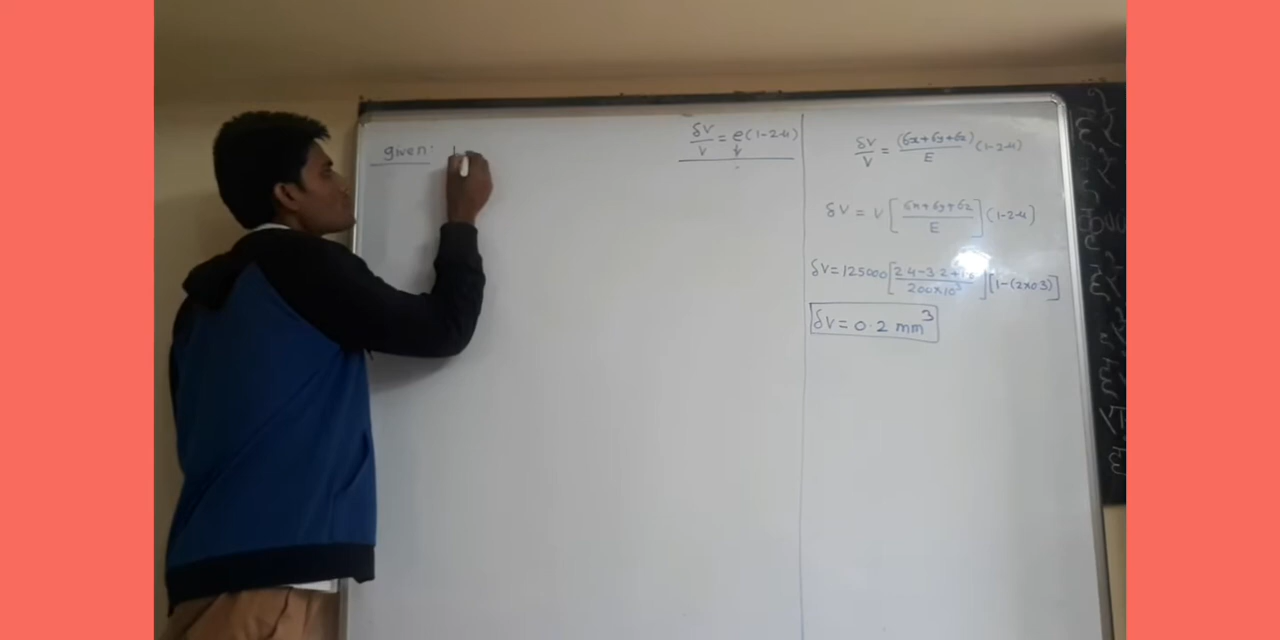 given:
δV/V = e(1-2μ)
δV/V = (σx+σy+σz)/E (1-2μ)
δV = V [σx+σy+σz/E] (1-2μ)
δV = 125000 [24-32+ /200×10³] [1-(2×0.3)]
δV = 0.2 mm³